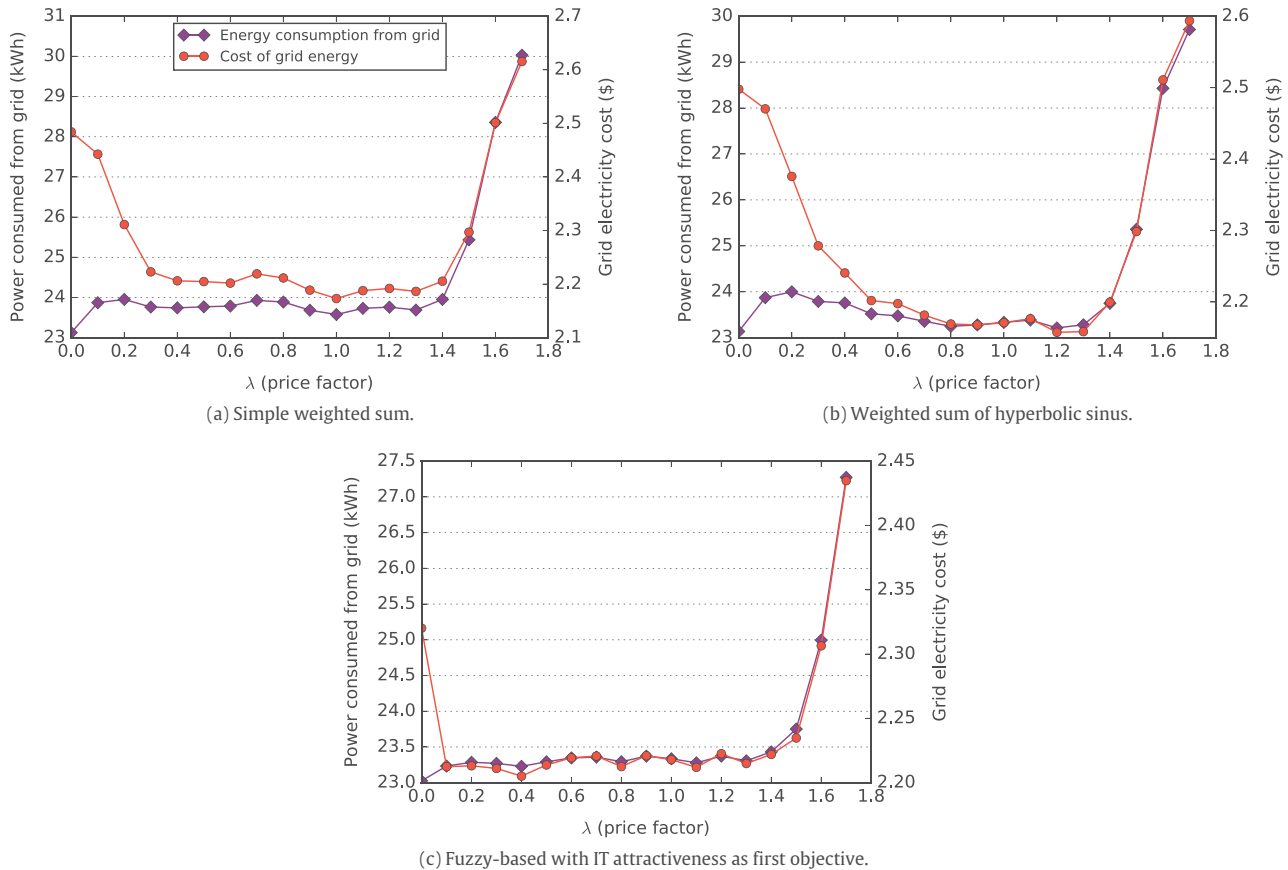 31
30
29
28
27
26
25
24
23
Power consumed from grid (kWh)
Energy consumption from grid
Cost of grid energy
2.7
2.6
2.5
2.4
2.3
2.2
2.1
Grid electricity cost ($)
0.0 0.2 0.4 0.6 0.8 1.0 1.2 1.4 1.6 1.8
λ (price factor)
(a) Simple weighted sum.
30
29
28
27
26
25
24
23
Power consumed from grid (kWh)
2.6
2.5
2.4
2.3
2.2
Grid electricity cost ($)
0.0 0.2 0.4 0.6 0.8 1.0 1.2 1.4 1.6 1.8
λ (price factor)
(b) Weighted sum of hyperbolic sinus.
27.5
27.0
26.5
26.0
25.5
25.0
24.5
24.0
23.5
23.0
Power consumed from grid (kWh)
2.45
2.40
2.35
2.30
2.25
2.20
Grid electricity cost ($)
0.0 0.2 0.4 0.6 0.8 1.0 1.2 1.4 1.6 1.8
λ (price factor)
(c) Fuzzy-based with IT attractiveness as first objective.